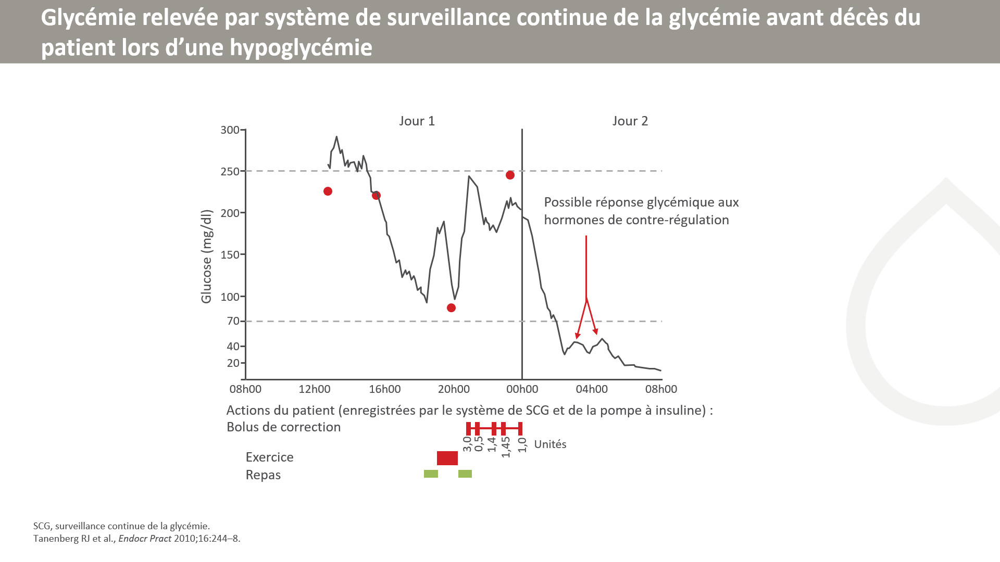 Glycémie relevée par système de surveillance continue de la glycémie avant décès du
patient lors d’une hypoglycémie
Jour 1
Jour 2
300
250
200
150
100
70
40
20
Glucose (mg/dl)
Possible réponse glycémique aux
hormones de contre-régulation
08h00 12h00 16h00 20h00 00h00 04h00 08h00
Actions du patient (enregistrées par le système de SCG et de la pompe à insuline) :
Bolus de correction
3,0 0,5 1,4 1,45 1,0 Unités
Exercice
Repas
SCG, surveillance continue de la glycémie.
Tanenberg RJ et al., Endocr Pract 2010;16:244–8.